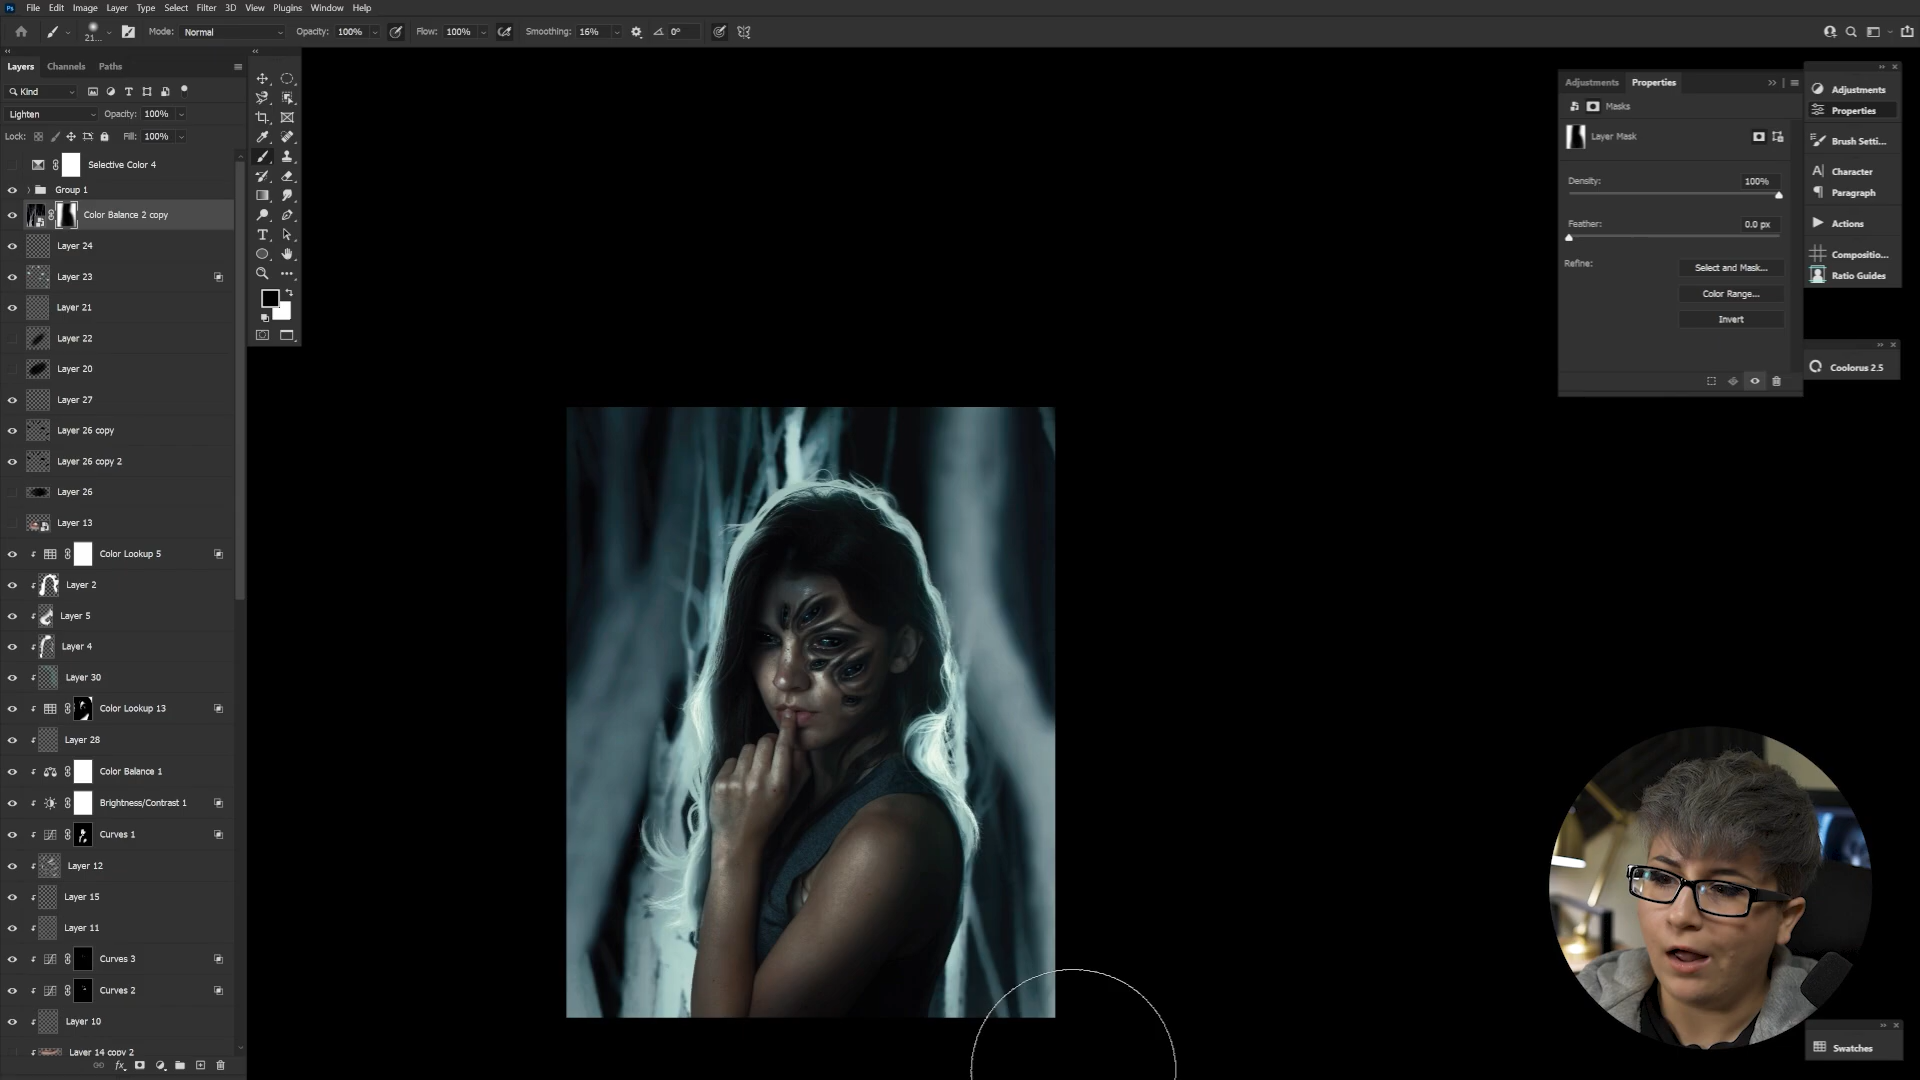 Ps File Edit Image Layer Type Select Filter 3D View Plugins Window Help
21... Mode: Normal Opacity: 100% Flow: 100% Smoothing: 16% 0°
Layers Channels Paths
Kind
Lighten Opacity: 100%
Lock: Fill: 100%
Selective Color 4
Group 1
Color Balance 2 copy
Layer 24
Layer 23
Layer 21
Layer 22
Layer 20
Layer 27
Layer 26 copy
Layer 26 copy 2
Layer 26
Layer 13
Color Lookup 5
Layer 2
Layer 5
Layer 4
Layer 30
Color Lookup 13
Layer 28
Color Balance 1
Brightness/Contrast 1
Curves 1
Layer 12
Layer 15
Layer 11
Curves 3
Curves 2
Layer 10
Layer 14 copy 2
fx
Adjustments Properties
Masks
Layer Mask
Density: 100%
Feather: 0.0 px
Refine: Select and Mask...
Color Range...
Invert
Adjustments
Properties
Brush Setti...
Character
Paragraph
Actions
Compositio...
Ratio Guides
Coolorus 2.5
Swatches